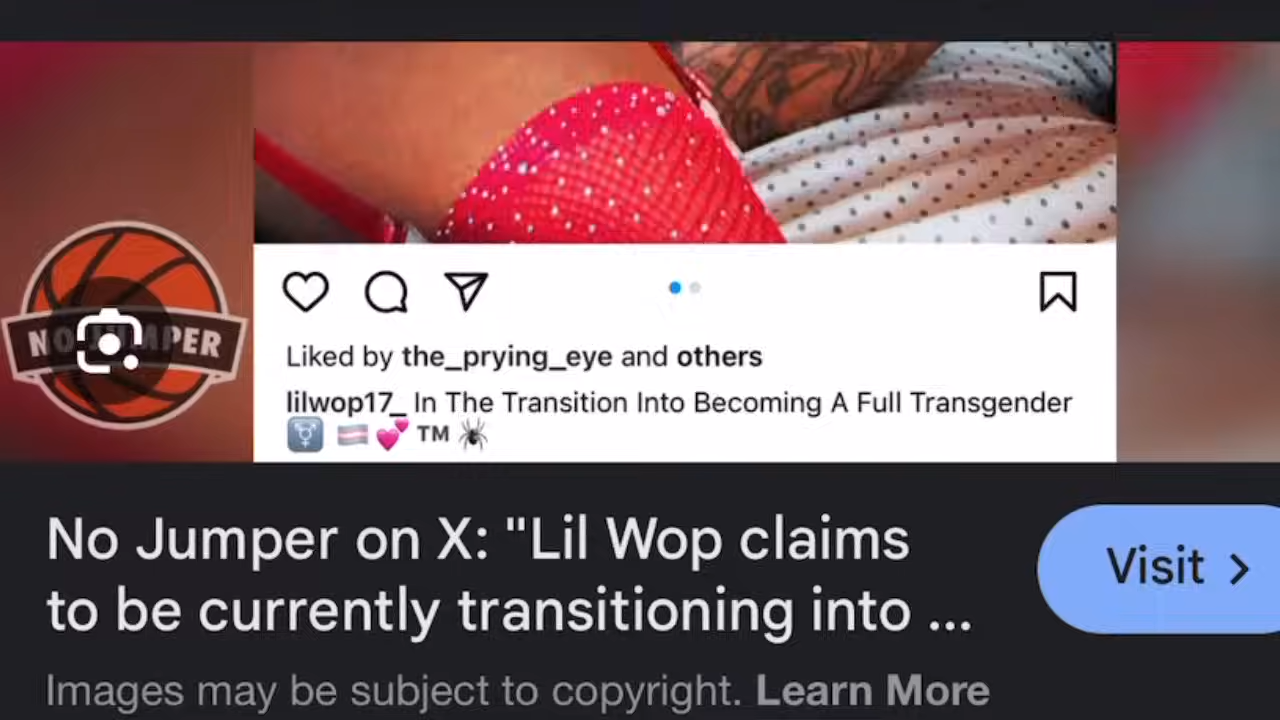 NO JUMPER
Liked by the_prying_eye and others
lilwop17_ In The Transition Into Becoming A Full Transgender
⚧️ 🏳️‍⚧️ 💕 ™️ 🕷️
No Jumper on X: "Lil Wop claims
to be currently transitioning into ...
Visit
Images may be subject to copyright. Learn More